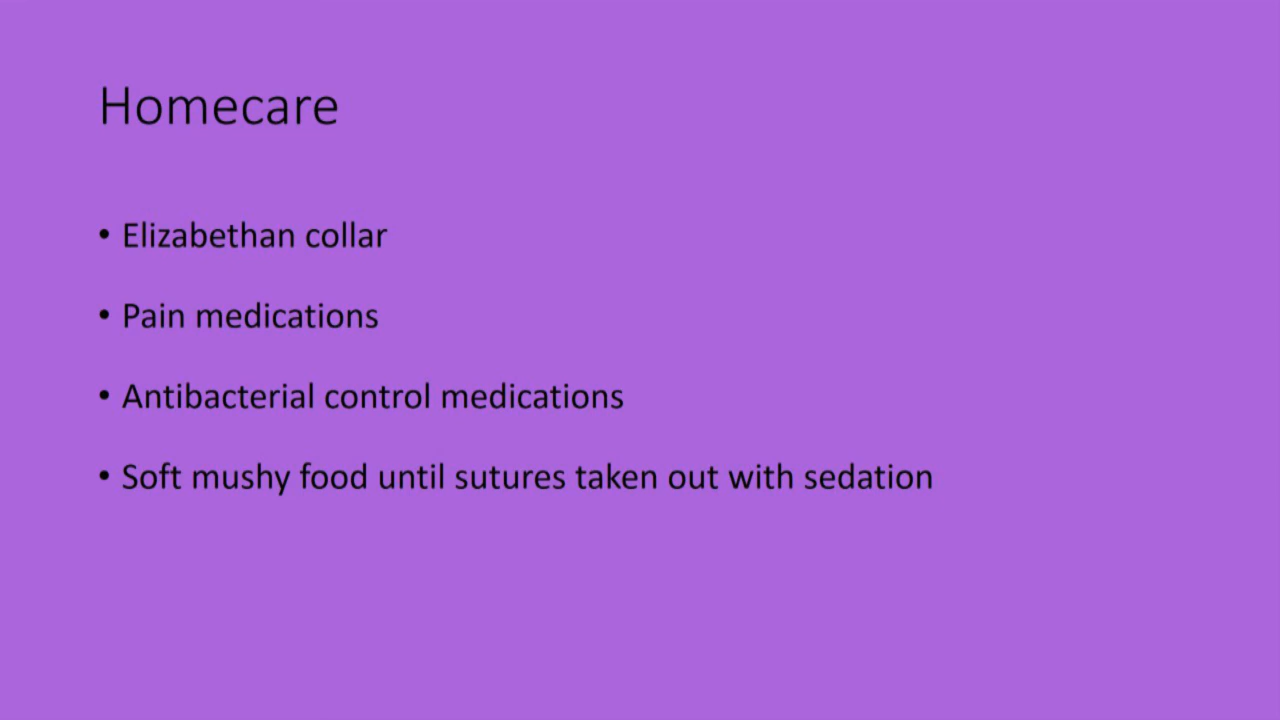 Homecare
• Elizabethan collar
• Pain medications
• Antibacterial control medications
• Soft mushy food until sutures taken out with sedation